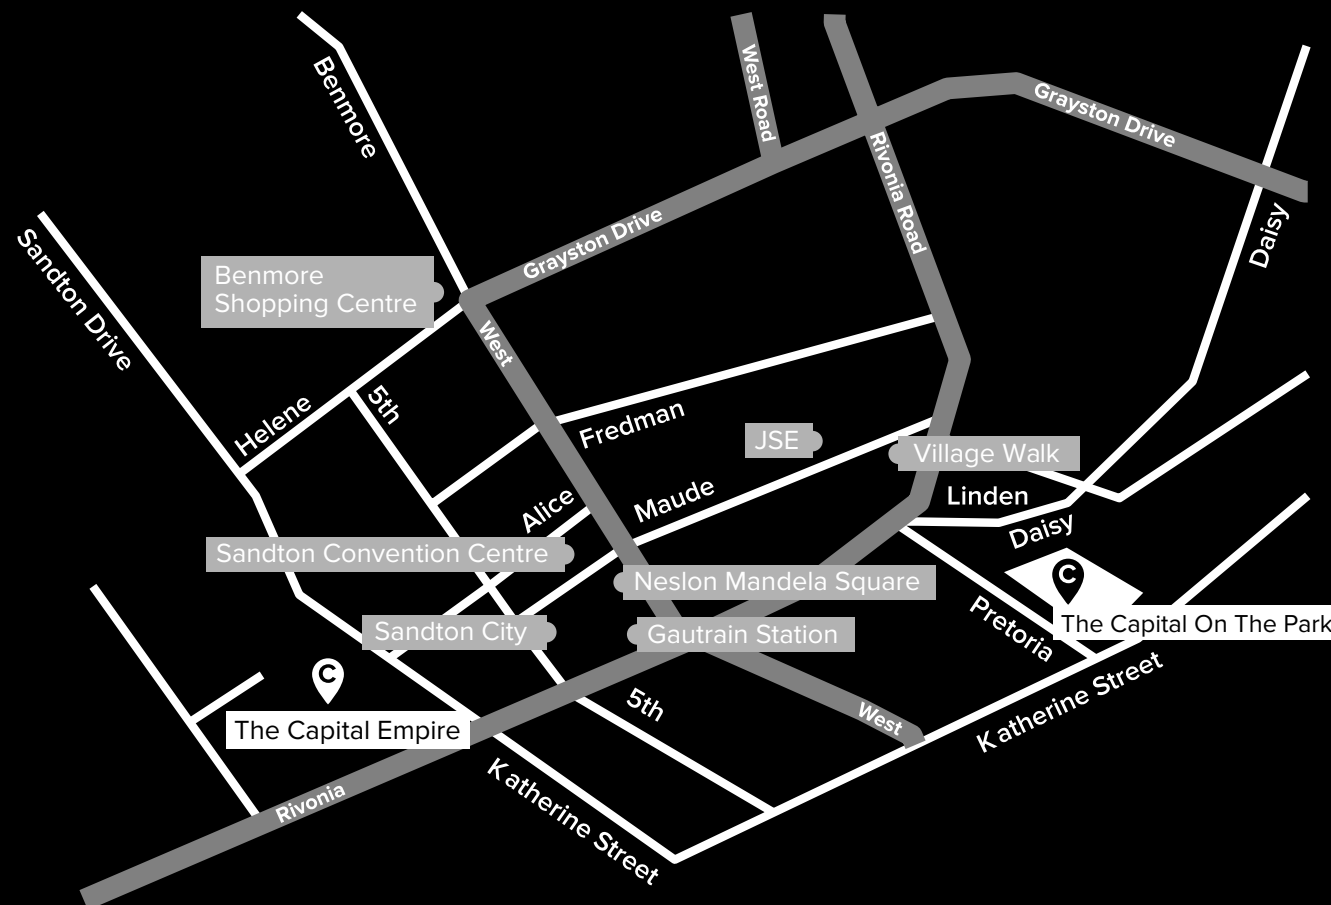 Benmore
West Road
Grayston Drive
Rivonia Road
Daisy
Sandton Drive
Grayston Drive
Benmore
Shopping Centre
West
5th
Helene
Fredman
JSE
Village Walk
Linden
Alice
Maude
Daisy
Sandton Convention Centre
C
Neslon Mandela Square
Pretoria
The Capital On The Park
Sandton City
Gautrain Station
C
The Capital Empire
5th
West
Katherine Street
Rivonia
Katherine Street